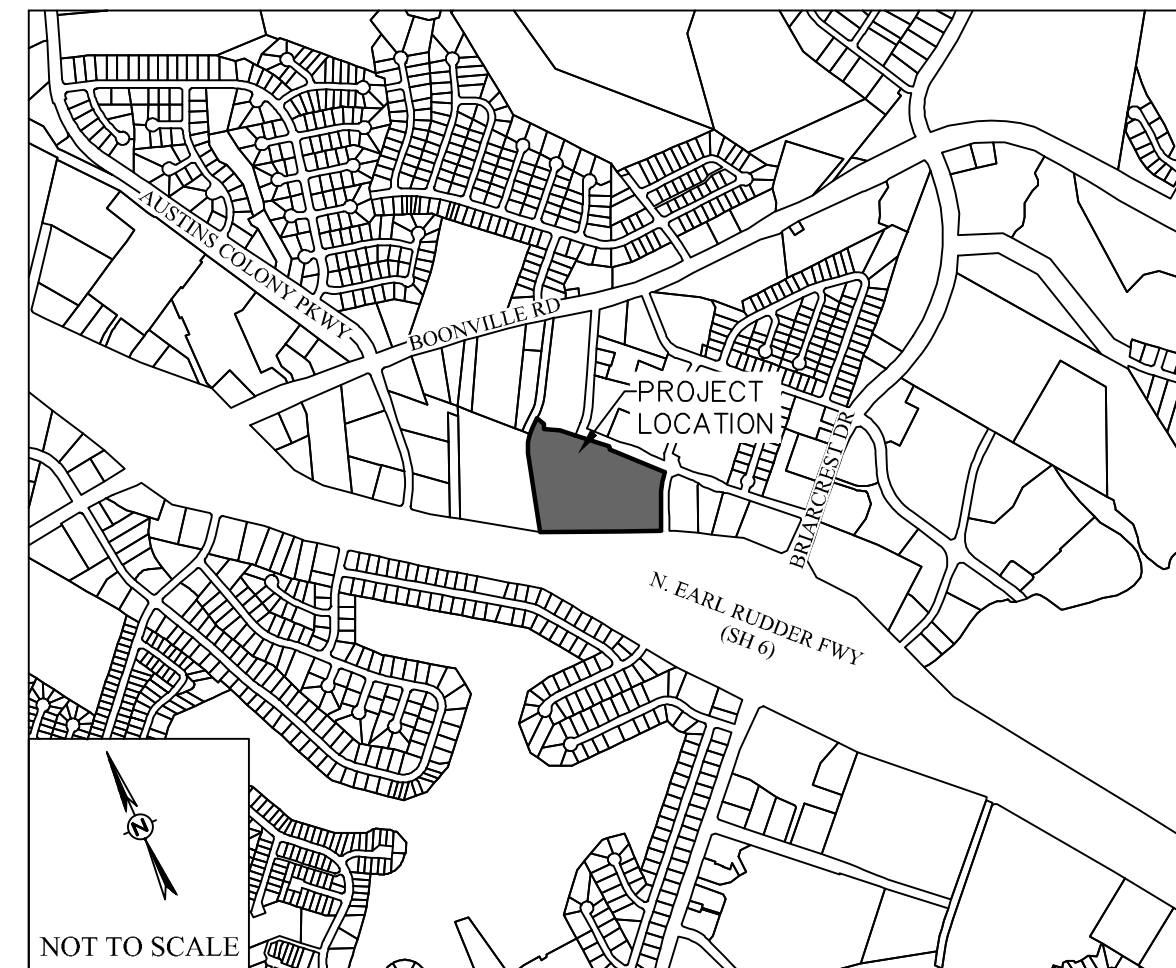 AUSTINS COLONY PKWY
BOONVILLE RD
PROJECT
LOCATION
BRIARCREST DR
N. EARL RUDDER FWY
(SH 6)
N
NOT TO SCALE